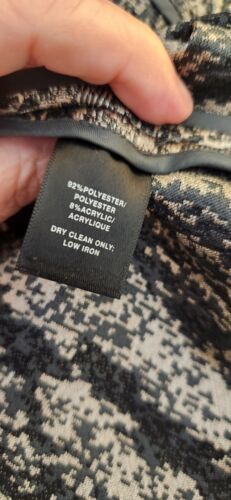 92%POLYESTER/
POLYESTER
8%ACRYLIC/
ACRYLIQUE
DRY CLEAN ONLY:
LOW IRON